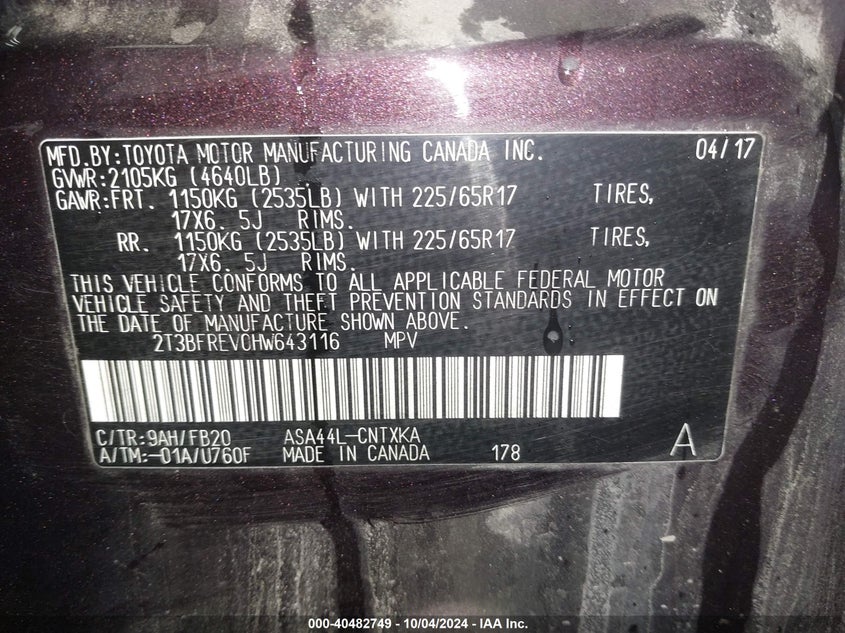 MFD.BY:TOYOTA MOTOR MANUFACTURING CANADA INC. 04/17
GVWR:2105KG (4640LB)
GAWR:FRT. 1150KG (2535LB) WITH 225/65R17 TIRES,
17X6. 5J RIMS.
RR. 1150KG (2535LB) WITH 225/65R17 TIRES,
17X6. 5J RIMS.
THIS VEHICLE CONFORMS TO ALL APPLICABLE FEDERAL MOTOR
VEHICLE SAFETY AND THEFT PREVENTION STANDARDS IN EFFECT ON
THE DATE OF MANUFACTURE SHOWN ABOVE.
2T3BFREV0HW643116 MPV
C/TR:9AH/FB20 ASA44L-CNTXKA
A/TM:-01A/U760F MADE IN CANADA 178 A
000-40482749 - 10/04/2024 - IAA Inc.